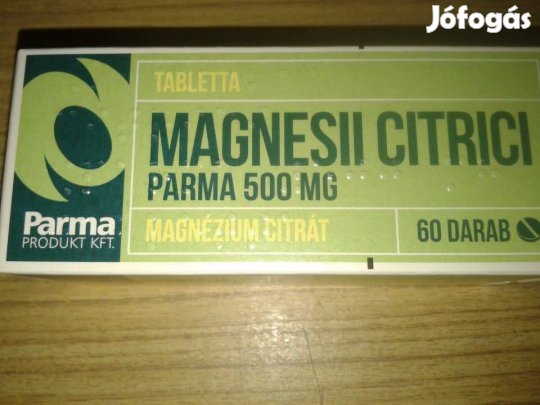 Jófogás
TABLETTA
MAGNESII CITRICI
PARMA 500 MG
MAGNÉZIUM CITRÁT
60 DARAB
Parma
PRODUKT KFT.